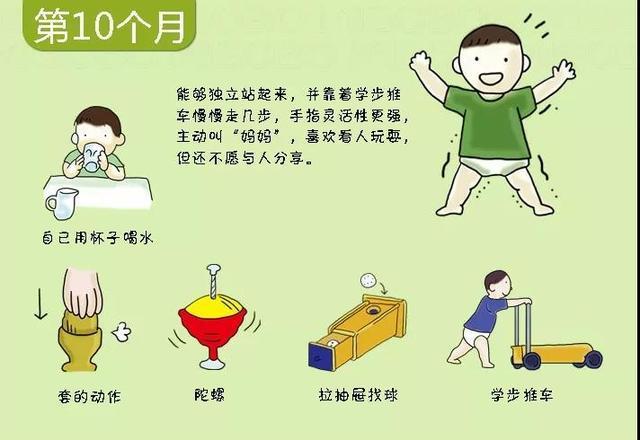 第10个月
能够独立站起来，并靠着学步推
车慢慢走几步，手指灵活性更强，
主动叫“妈妈”，喜欢看人玩耍，
但还不愿与人分享。
自己用杯子喝水
套的动作
陀螺
拉抽屉找球
学步推车